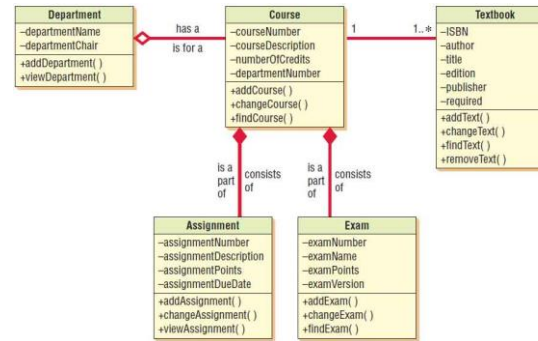 Department
–departmentName
–departmentChair
+addDepartment( )
+viewDepartment( )
has a
is for a
Course
–courseNumber
–courseDescription
–numberOfCredits
–departmentNumber
+addCourse( )
+changeCourse( )
+findCourse( )
1
1..*
Textbook
–ISBN
–author
–title
–edition
–publisher
–required
+addText( )
+changeText( )
+findText( )
+removeText( )
is a
part
of
consists
of
is a
part
of
consists
of
Assignment
–assignmentNumber
–assignmentDescription
–assignmentPoints
–assignmentDueDate
+addAssignment( )
+changeAssignment( )
+viewAssignment( )
Exam
–examNumber
–examName
–examPoints
–examVersion
+addExam( )
+changeExam( )
+findExam( )